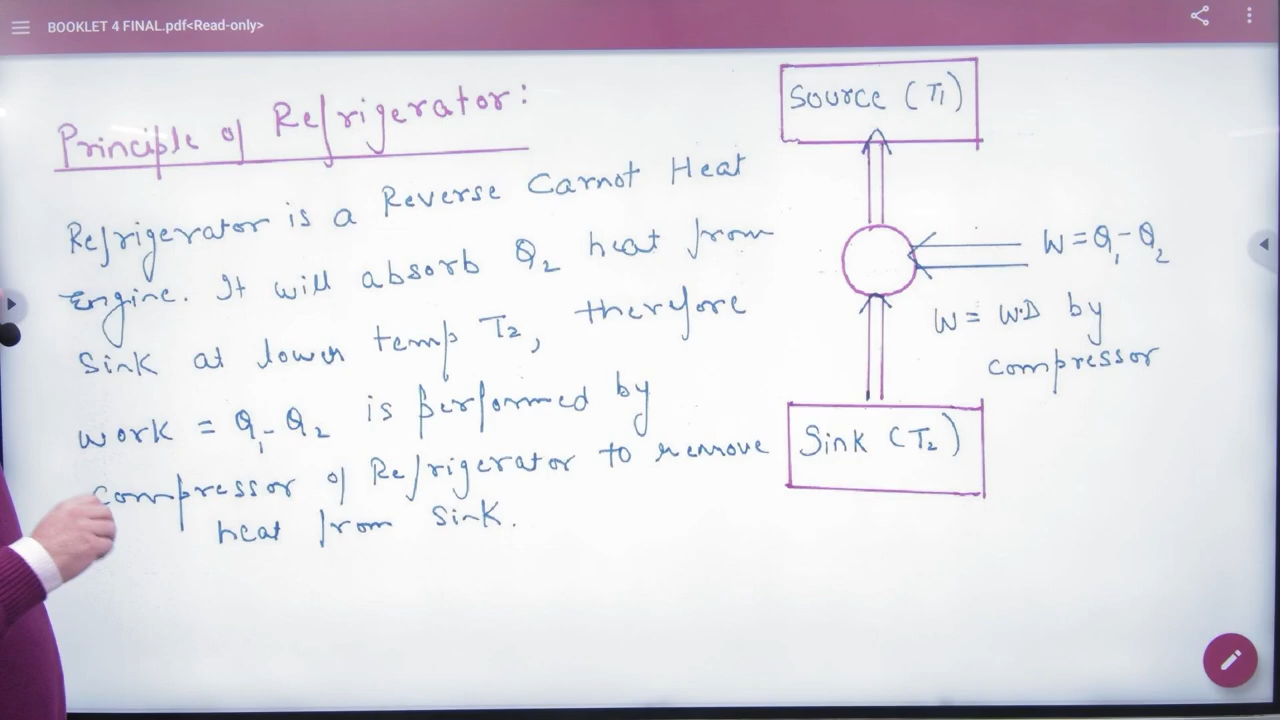 BOOKLET 4 FINAL.pdf<Read-only>
Principle of Refrigerator:
Refrigerator is a Reverse Carnot Heat
Engine. It will absorb Q₂ heat from
Sink at lower temp T₂, therefore
work = Q₁-Q₂ is performed by
compressor of Refrigerator to remove
heat from sink.
Source (T₁)
W = Q₁-Q₂
W = W.D by
compressor
Sink (T₂)